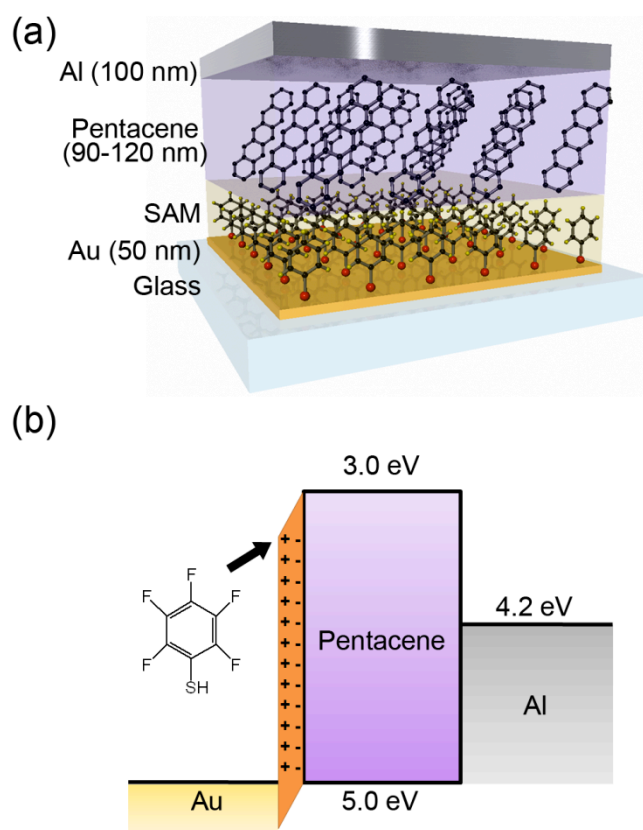 (a)
Al (100 nm)
Pentacene
(90-120 nm)
SAM
Au (50 nm)
Glass
(b)
3.0 eV
+ -
+ -
+ -
+ -
+ -
+ -
+ -
+ -
+ -
+ -
+ -
F
F
F
F
F
SH
4.2 eV
Pentacene
Al
Au
5.0 eV